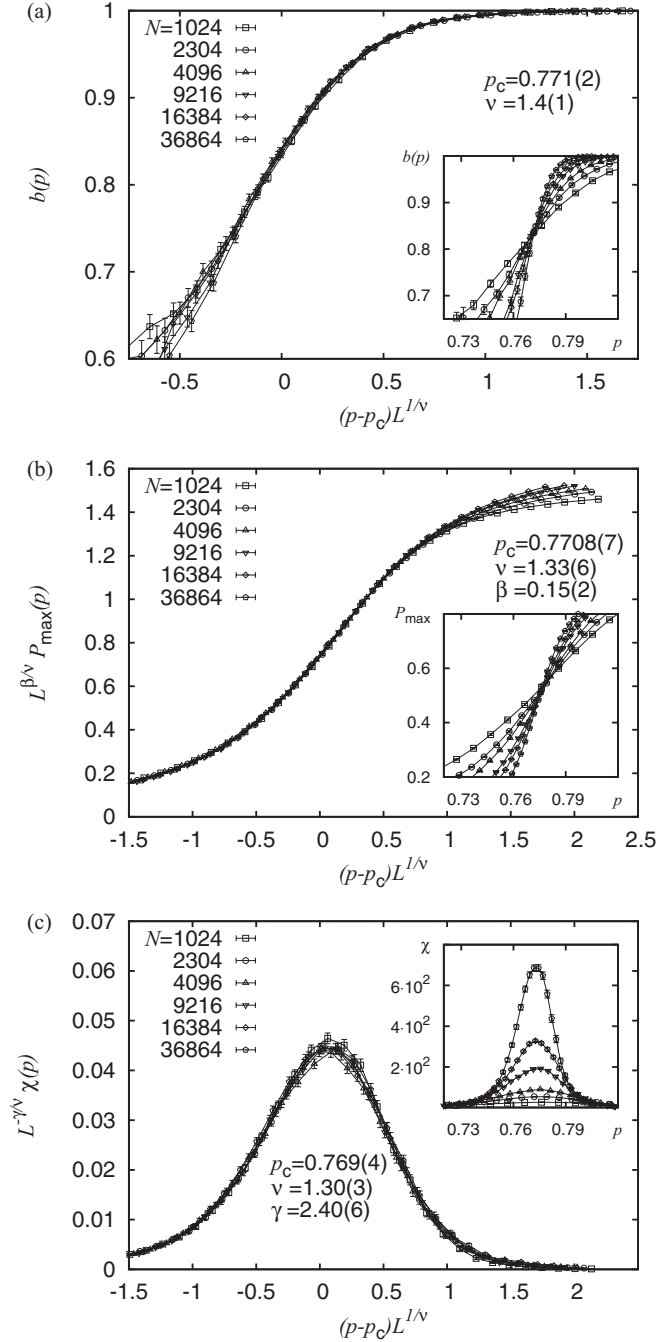 (a)
1
0.9
0.8
0.7
0.6
b(p)
N=1024
2304
4096
9216
16384
36864
p_c=0.771(2)
ν = 1.4(1)
b(p)
0.9
0.8
0.7
0.73 0.76 0.79 p
-0.5 0 0.5 1 1.5
(p-p_c)L^{1/ν}
(b)
1.6
1.4
1.2
1
0.8
0.6
0.4
0.2
0
L^{β/ν} P_max(p)
N=1024
2304
4096
9216
16384
36864
p_c=0.7708(7)
ν = 1.33(6)
β = 0.15(2)
P_max
0.6
0.4
0.2
0.73 0.76 0.79 p
-1.5 -1 -0.5 0 0.5 1 1.5 2 2.5
(p-p_c)L^{1/ν}
(c)
0.07
0.06
0.05
0.04
0.03
0.02
0.01
0
L^{-γ/ν} χ(p)
N=1024
2304
4096
9216
16384
36864
p_c=0.769(4)
ν = 1.30(3)
γ = 2.40(6)
χ
6·10²
4·10²
2·10²
0.73 0.76 0.79 p
-1.5 -1 -0.5 0 0.5 1 1.5 2 2.5
(p-p_c)L^{1/ν}